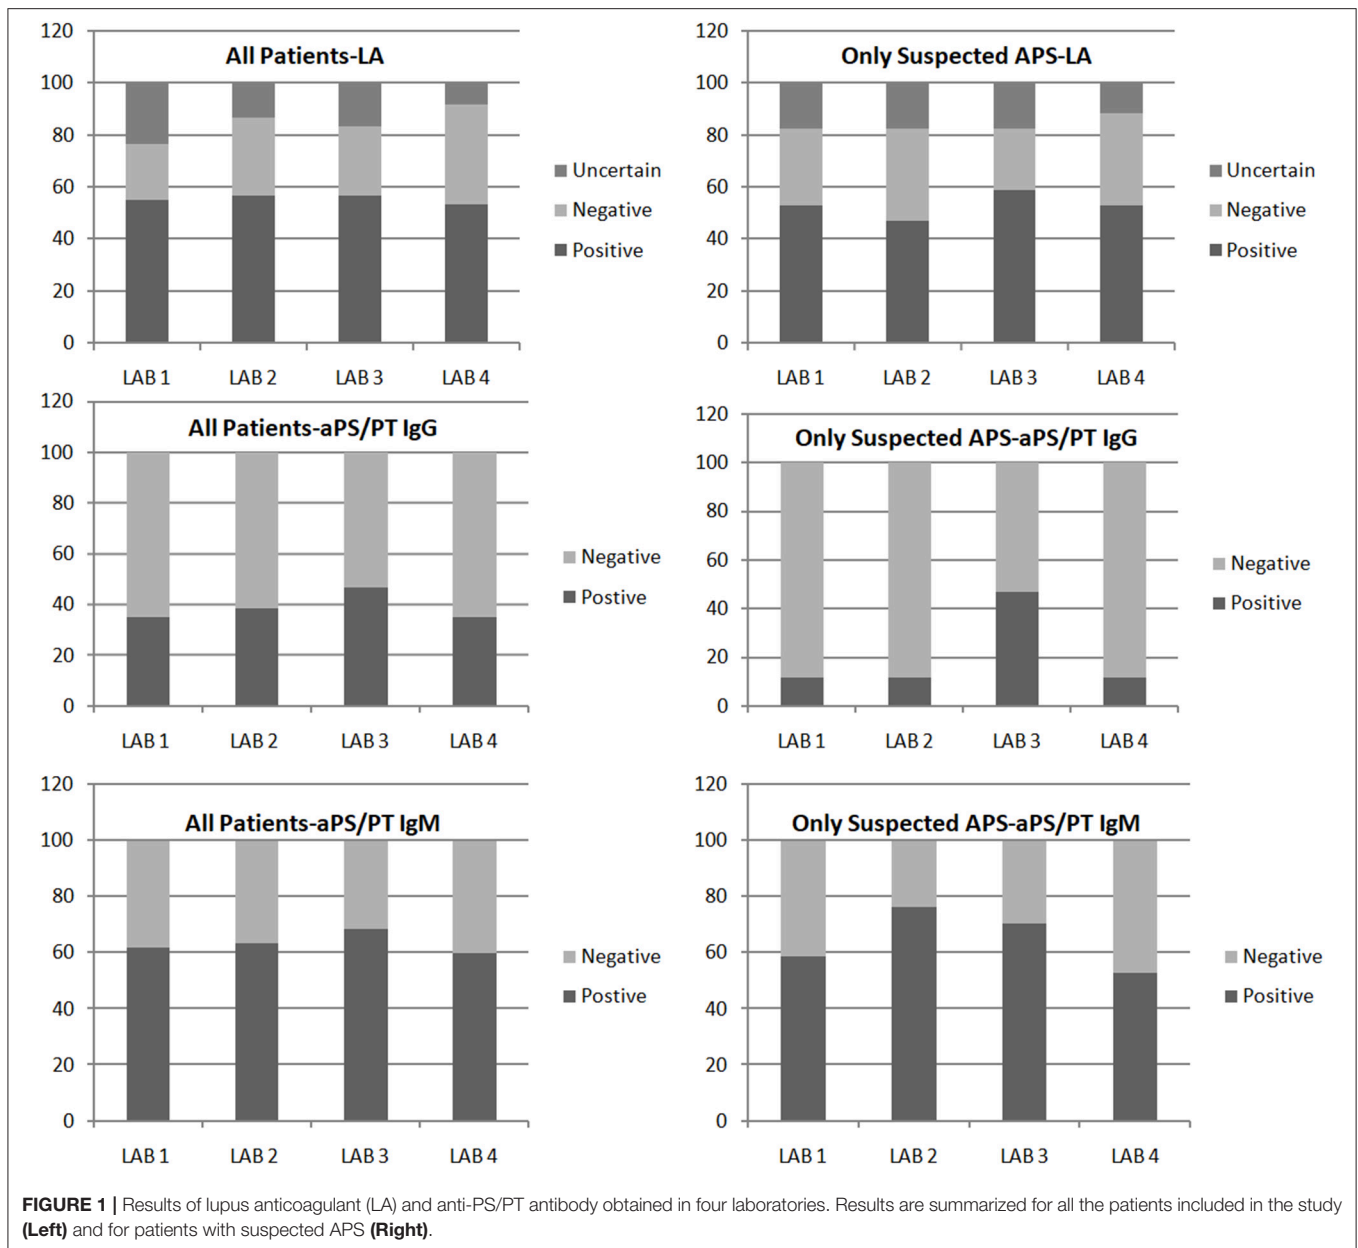 All Patients-LA
120
100
80
60
40
20
0
LAB 1
LAB 2
LAB 3
LAB 4
Uncertain
Negative
Positive
Only Suspected APS-LA
120
100
80
60
40
20
0
LAB 1
LAB 2
LAB 3
LAB 4
Uncertain
Negative
Positive
All Patients-aPS/PT IgG
120
100
80
60
40
20
0
LAB 1
LAB 2
LAB 3
LAB 4
Negative
Postive
Only Suspected APS-aPS/PT IgG
120
100
80
60
40
20
0
LAB 1
LAB 2
LAB 3
LAB 4
Negative
Positive
All Patients-aPS/PT IgM
120
100
80
60
40
20
0
LAB 1
LAB 2
LAB 3
LAB 4
Negative
Postive
Only Suspected APS-aPS/PT IgM
120
100
80
60
40
20
0
LAB 1
LAB 2
LAB 3
LAB 4
Negative
Positive
FIGURE 1 | Results of lupus anticoagulant (LA) and anti-PS/PT antibody obtained in four laboratories. Results are summarized for all the patients included in the study
(Left) and for patients with suspected APS (Right).